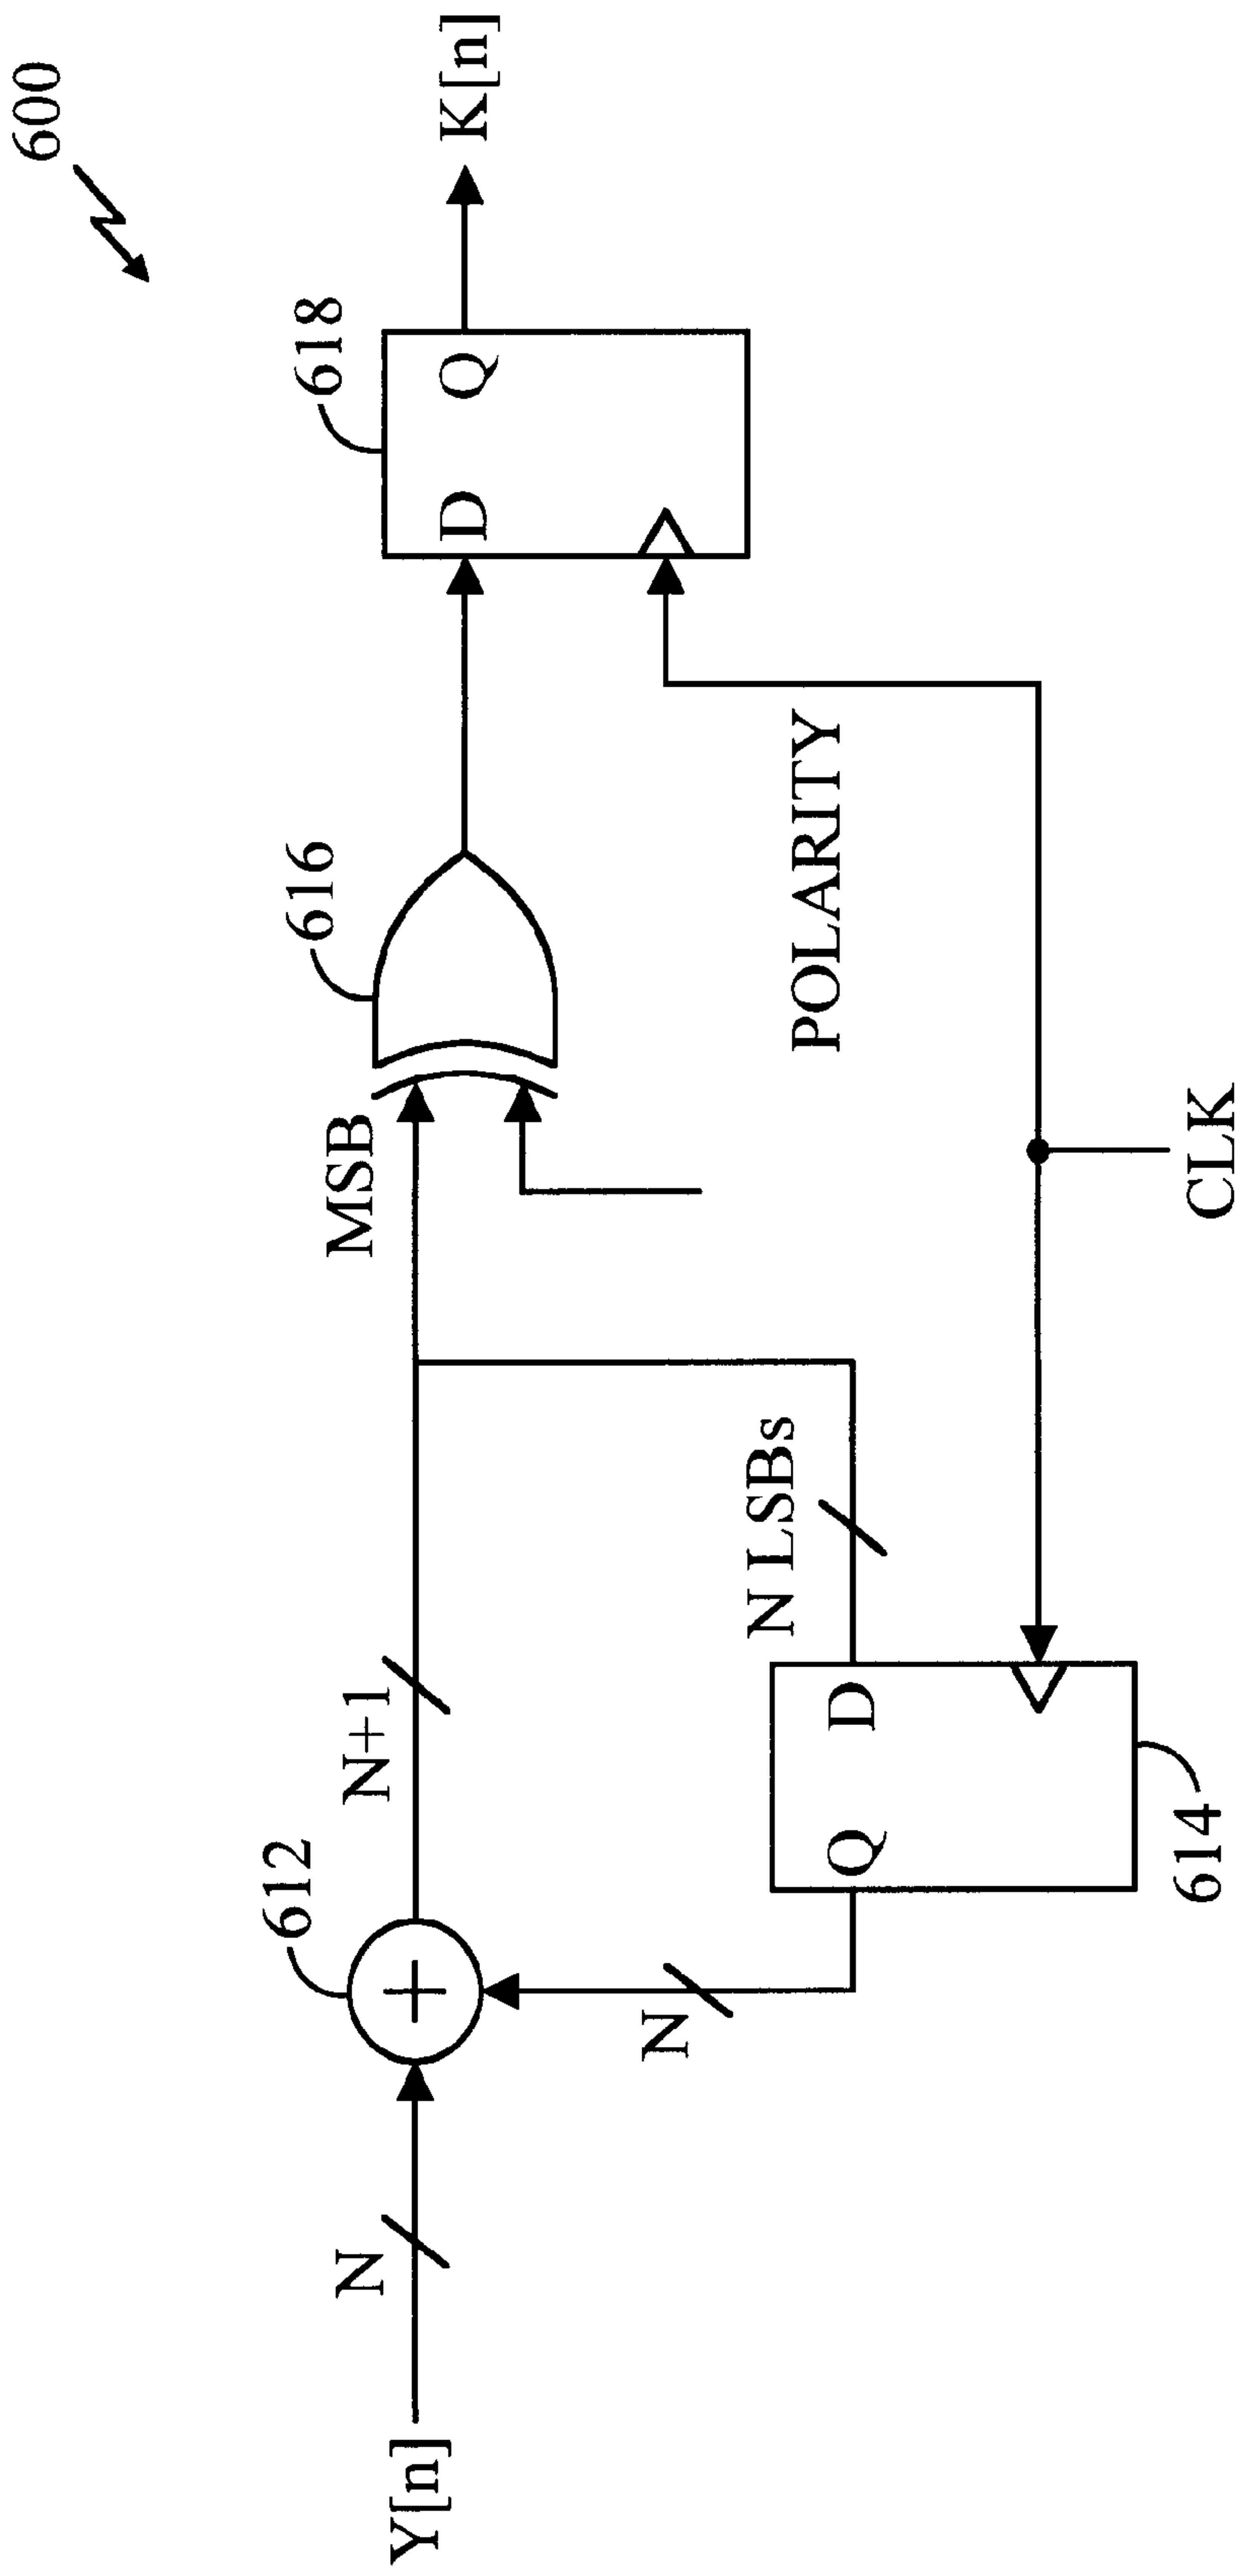 600
612
N+1
MSB
616
618
D Q
K[n]
Y[n]
N
N
N LSBs
Q D
614
POLARITY
CLK